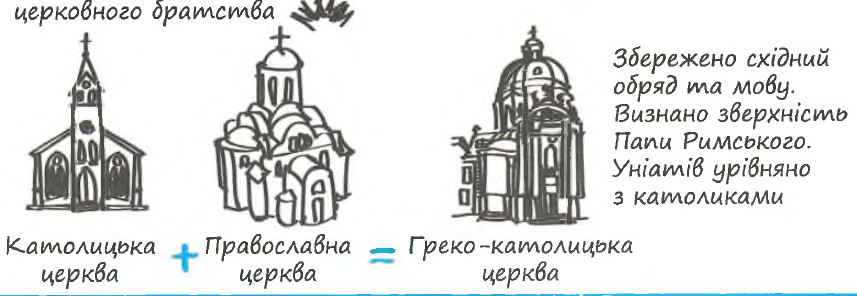 церковного братства
Збережено східний
обряд та мову.
Визнано зверхність
Папи Римського.
Уніатів урівняно
з католиками
Католицька
церква
+
Православна
церква
=
Греко-католицька
церква